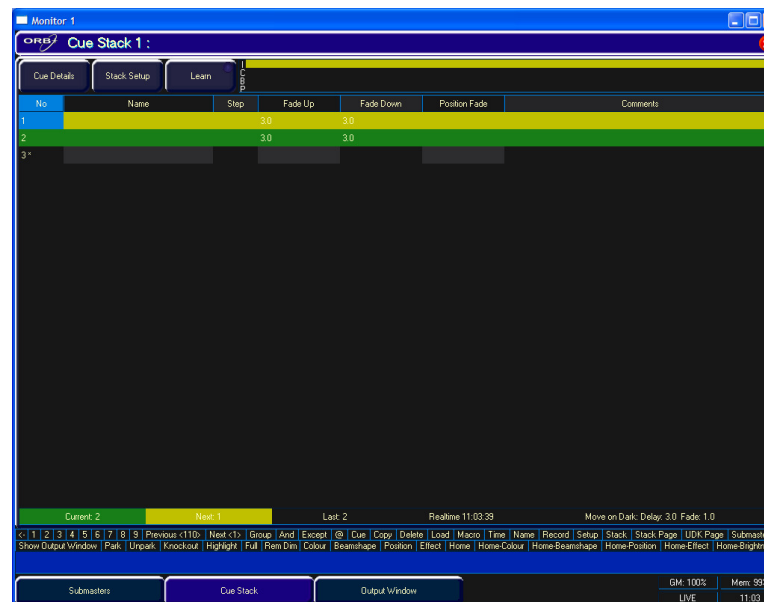 Monitor 1
ORB Cue Stack 1 :
Cue Details Stack Setup Learn I C B P
No Name Step Fade Up Fade Down Position Fade Comments
1 3.0 3.0
2 3.0 3.0
3 *
Current: 2 Next: 1 Last: 2 Realtime 11:03:39 Move on Dark: Delay: 3.0 Fade: 1.0
<- 1 2 3 4 5 6 7 8 9 Previous <110> Next <1> Group And Except @ Cue Copy Delete Load Macro Time Name Record Setup Stack Stack Page UDK Page Submaste
Show Output Window Park Unpark Knockout Highlight Full Rem Dim Colour Beamshape Position Effect Home Home-Colour Home-Beamshape Home-Position Home-Effect Home-Brightn
Submasters Cue Stack Output Window GM: 100% Mem: 99%
LIVE 11:03